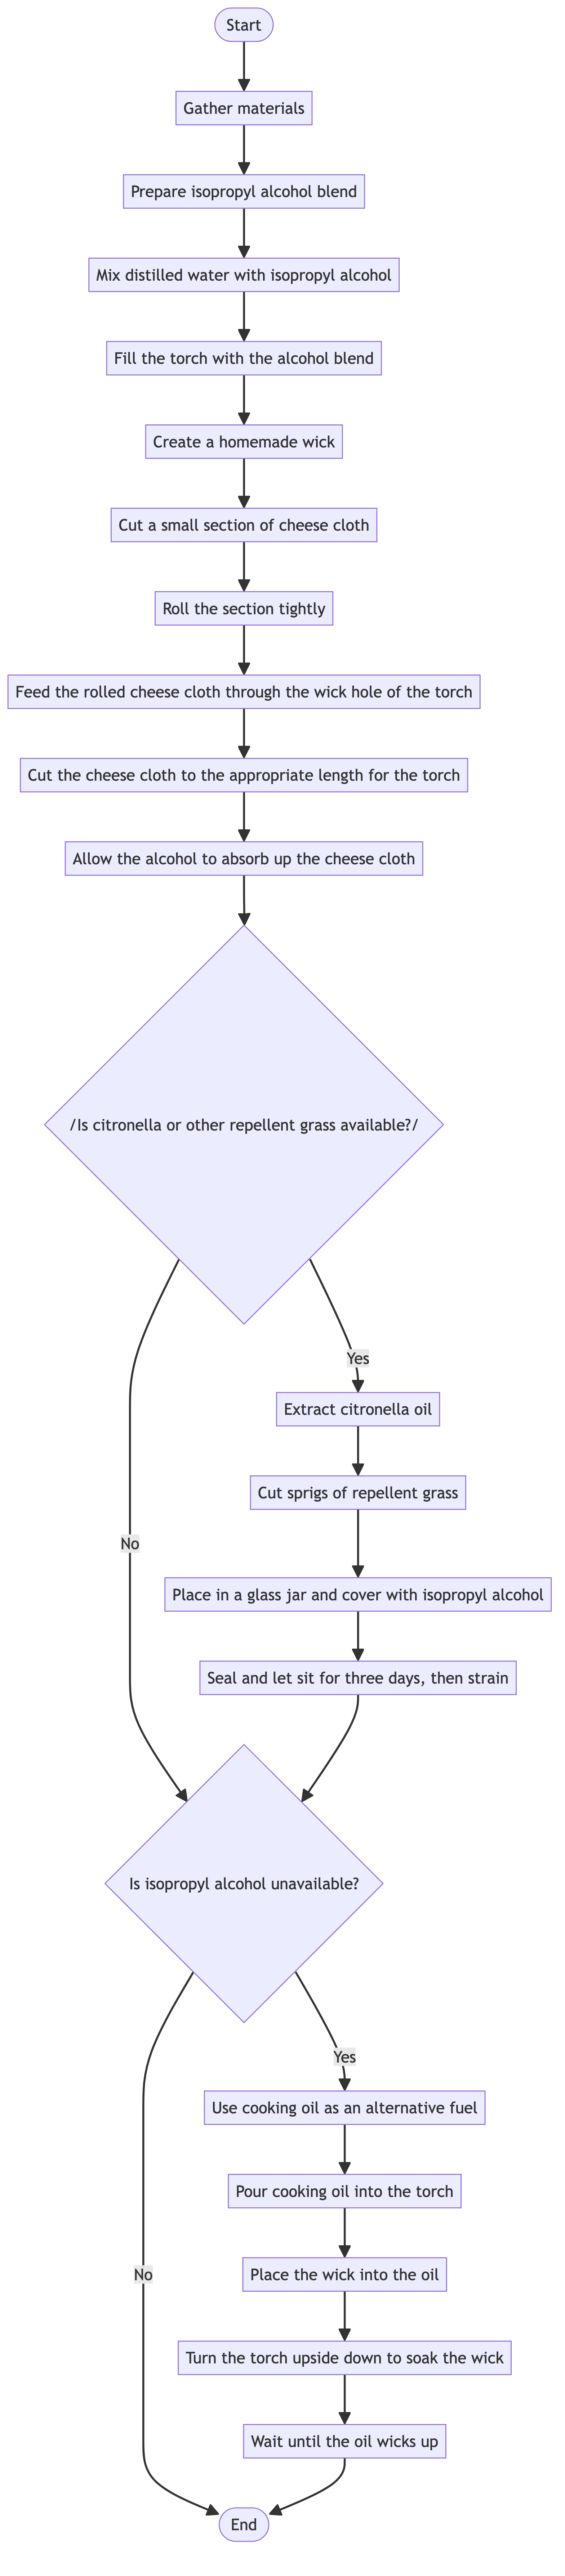 Start
Gather materials
Prepare isopropyl alcohol blend
Mix distilled water with isopropyl alcohol
Fill the torch with the alcohol blend
Create a homemade wick
Cut a small section of cheese cloth
Roll the section tightly
Feed the rolled cheese cloth through the wick hole of the torch
Cut the cheese cloth to the appropriate length for the torch
Allow the alcohol to absorb up the cheese cloth
/Is citronella or other repellent grass available?/
Yes
Extract citronella oil
Cut sprigs of repellent grass
No
Place in a glass jar and cover with isopropyl alcohol
Seal and let sit for three days, then strain
Is isopropyl alcohol unavailable?
Yes
Use cooking oil as an alternative fuel
Pour cooking oil into the torch
No
Place the wick into the oil
Turn the torch upside down to soak the wick
Wait until the oil wicks up
End